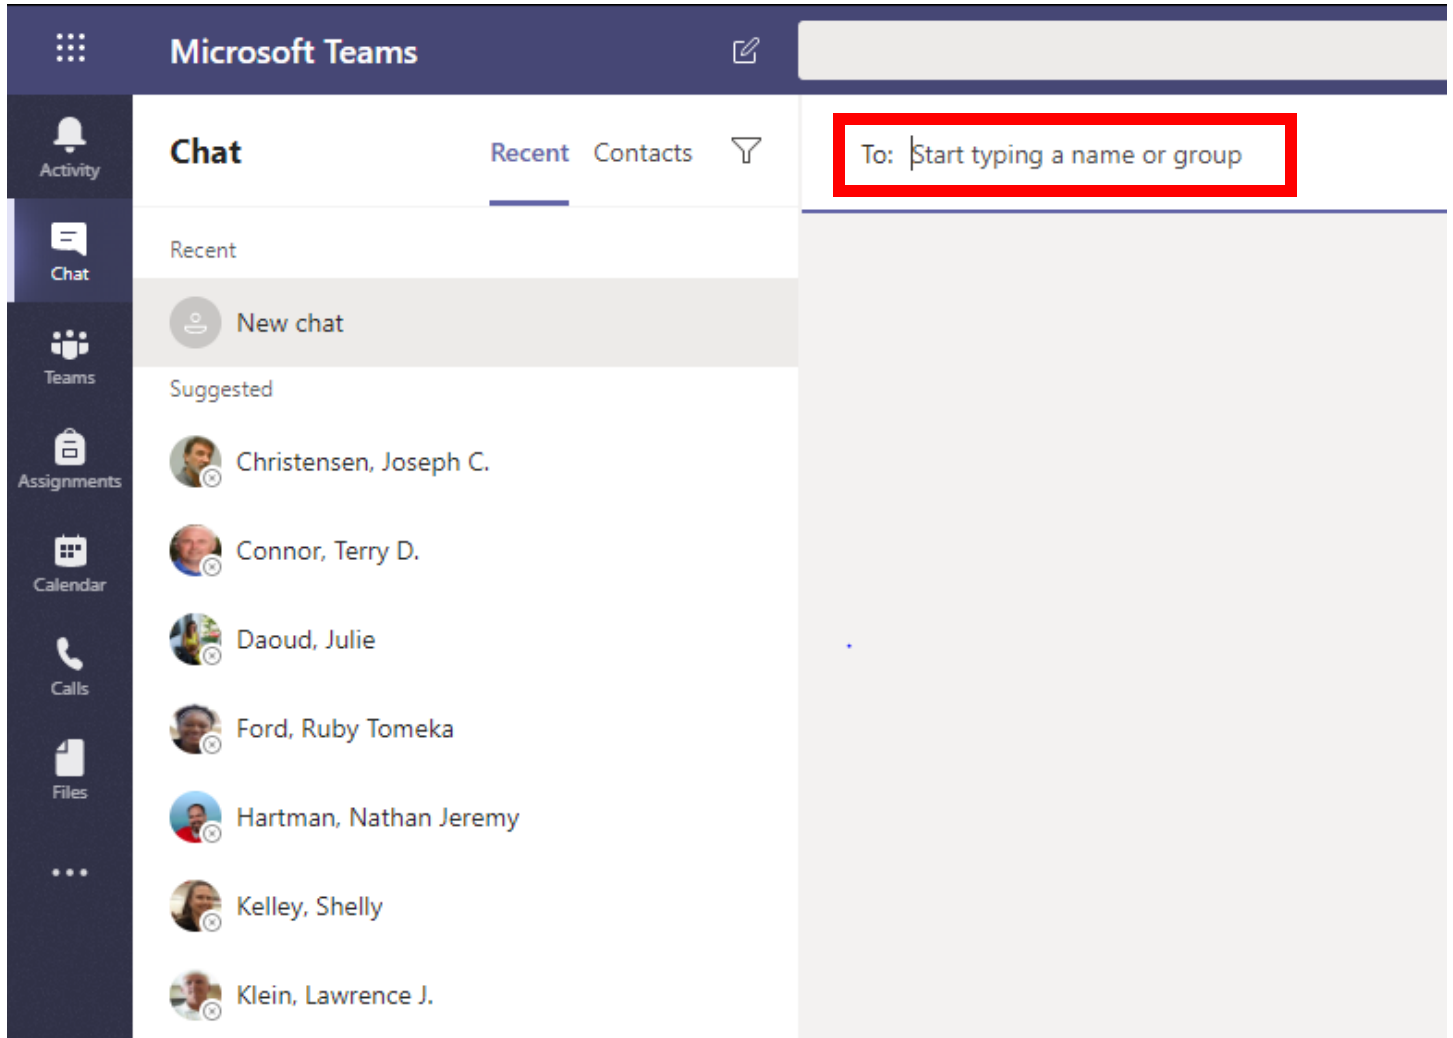 Microsoft Teams
Activity
Chat
Teams
Assignments
Calendar
Calls
Files
Chat
Recent Contacts
Recent
New chat
Suggested
Christensen, Joseph C.
Connor, Terry D.
Daoud, Julie
Ford, Ruby Tomeka
Hartman, Nathan Jeremy
Kelley, Shelly
Klein, Lawrence J.
To: Start typing a name or group